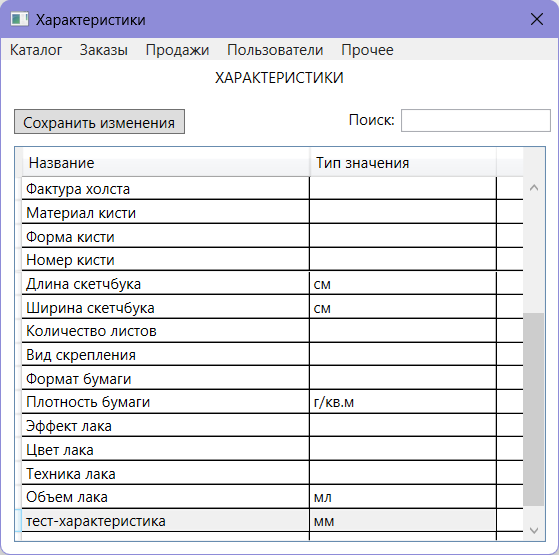 Характеристики
Каталог Заказы Продажи Пользователи Прочее
ХАРАКТЕРИСТИКИ
Сохранить изменения Поиск:
Название Тип значения
Фактура холста
Материал кисти
Форма кисти
Номер кисти
Длина скетчбука см
Ширина скетчбука см
Количество листов
Вид скрепления
Формат бумаги
Плотность бумаги г/кв.м
Эффект лака
Цвет лака
Техника лака
Объем лака мл
тест-характеристика мм